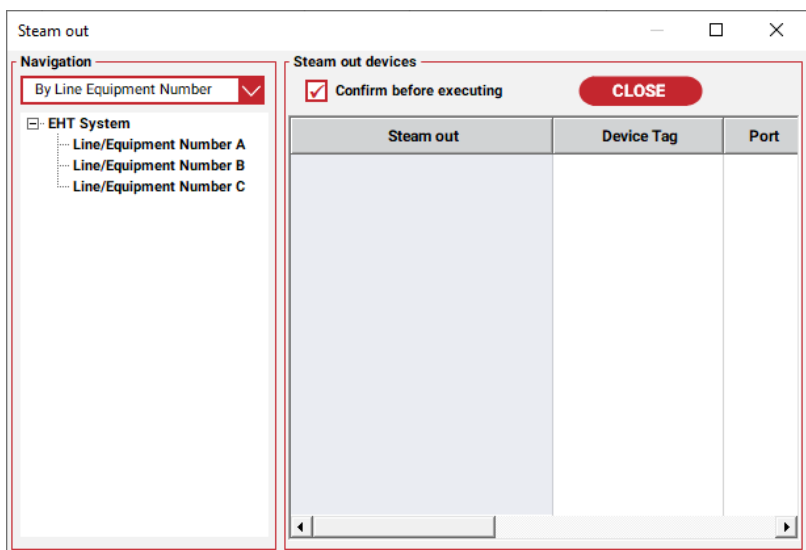 Steam out
Navigation
By Line Equipment Number
EHT System
Line/Equipment Number A
Line/Equipment Number B
Line/Equipment Number C
Steam out devices
Confirm before executing
CLOSE
Steam out Device Tag Port